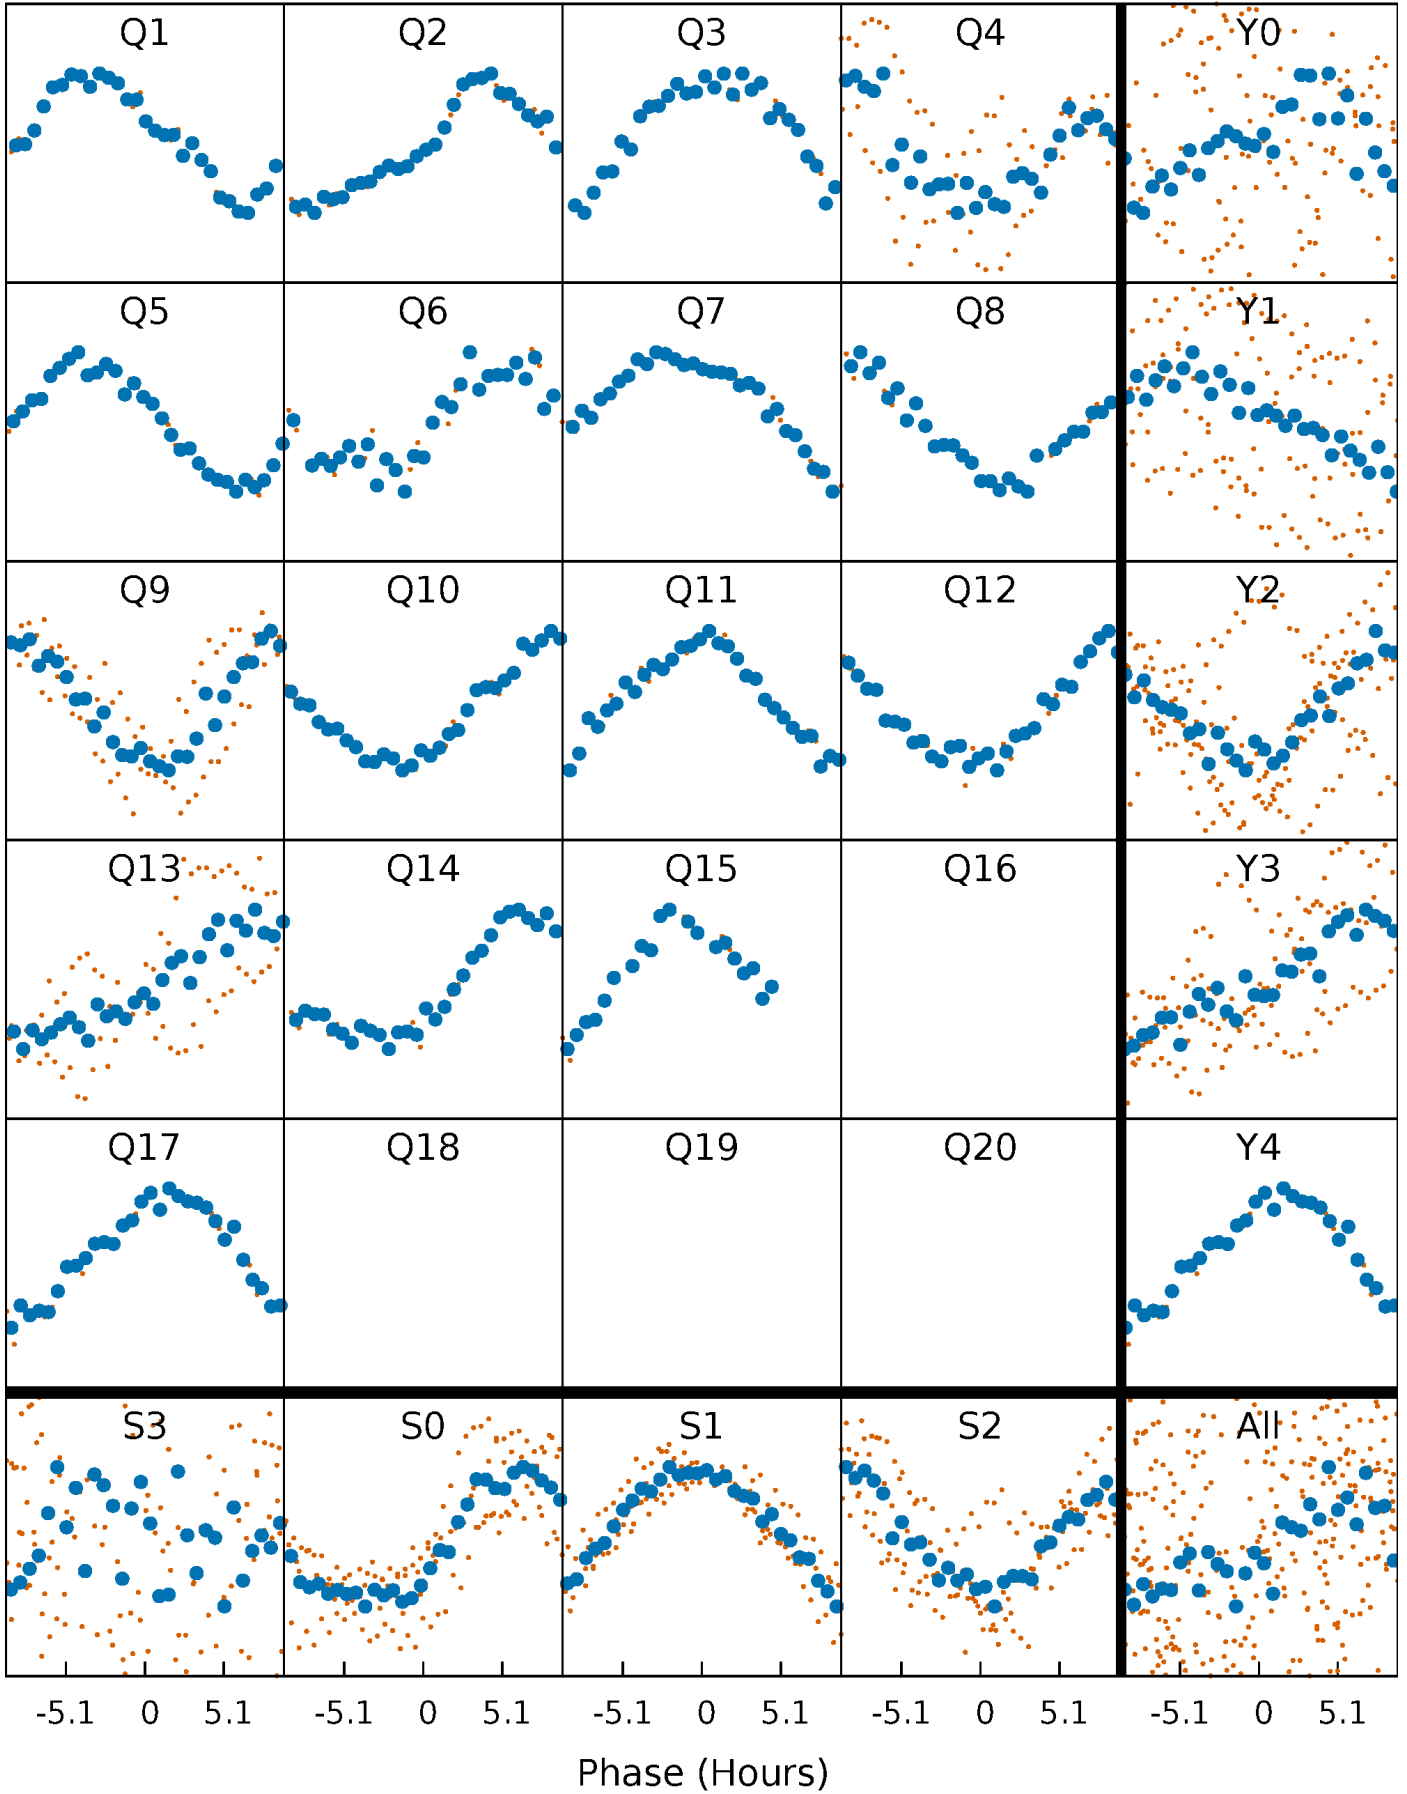 Q1 Q2 Q3 Q4 Y0
Q5 Q6 Q7 Q8 Y1
Q9 Q10 Q11 Q12 Y2
Q13 Q14 Q15 Q16 Y3
Q17 Q18 Q19 Q20 Y4
S3 S0 S1 S2 All
-5.1 0 5.1 -5.1 0 5.1 -5.1 0 5.1 -5.1 0 5.1 -5.1 0 5.1
Phase (Hours)